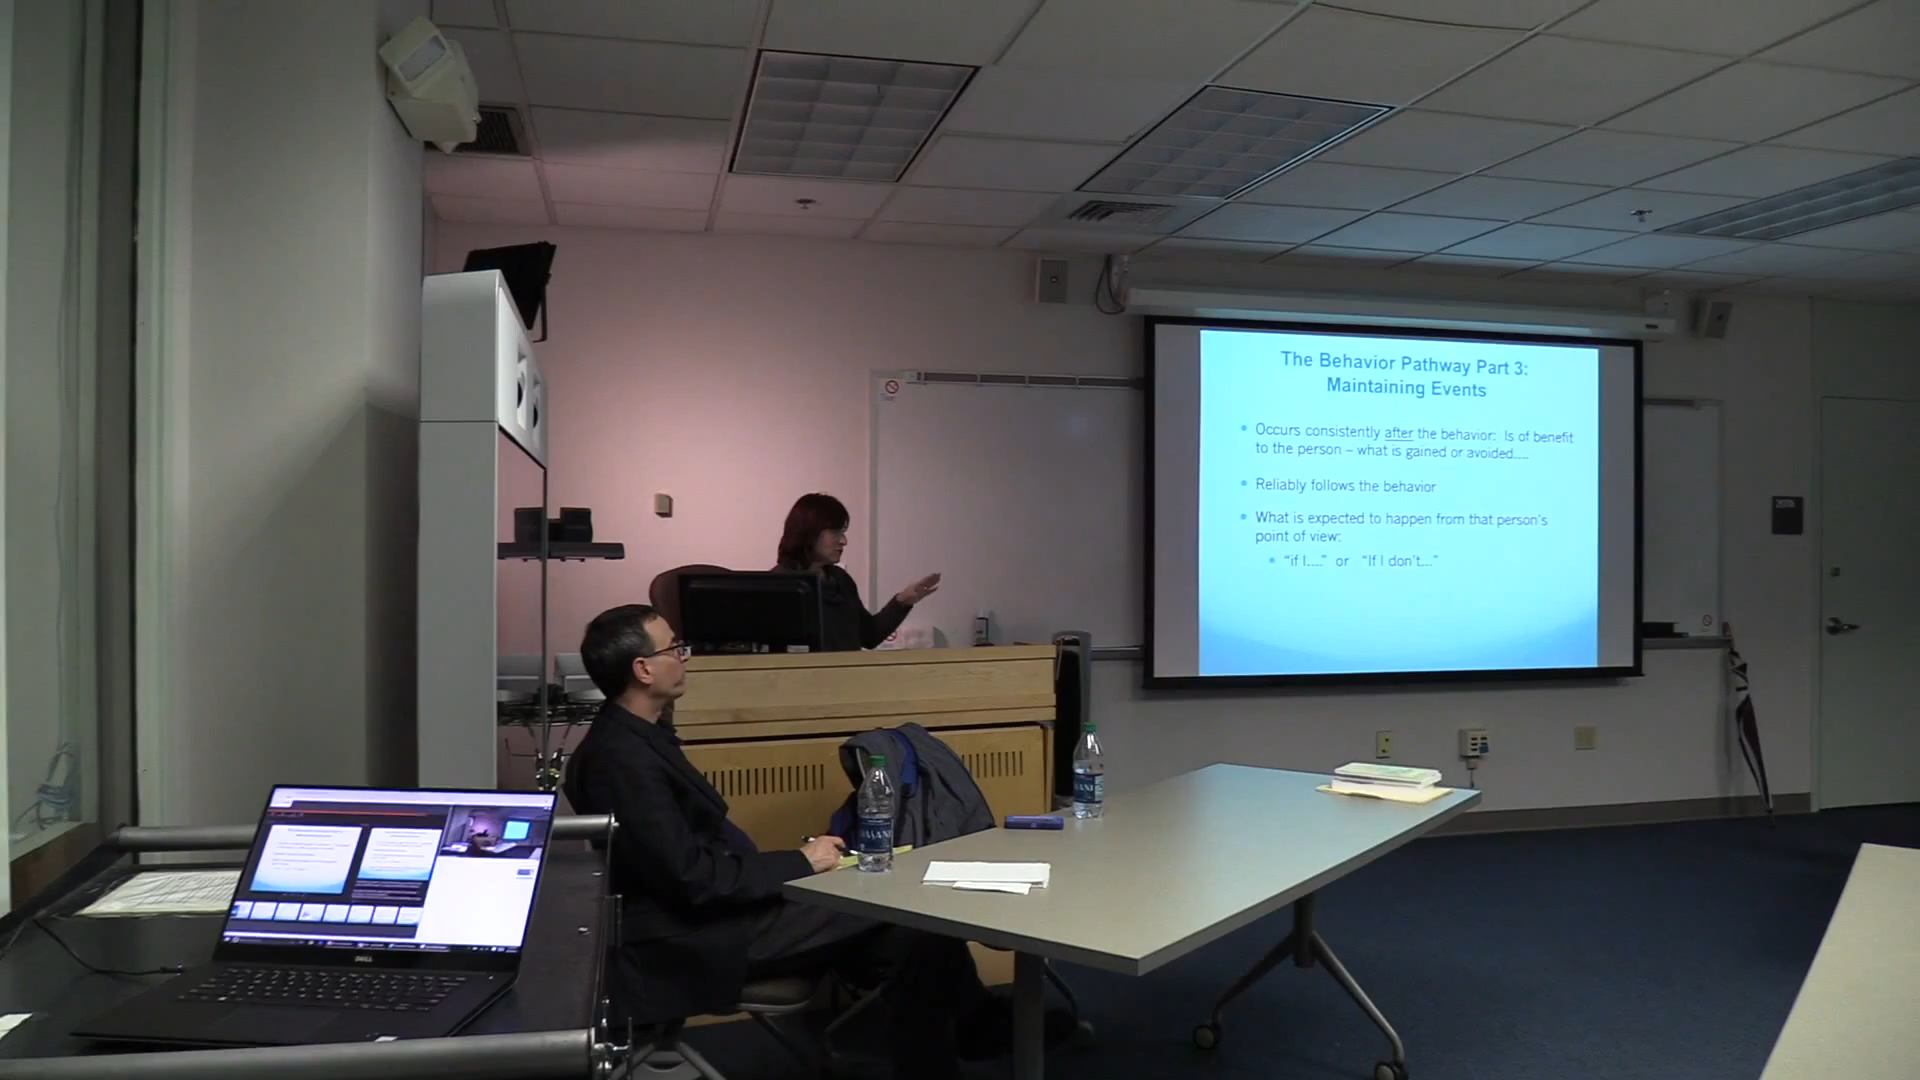 The Behavior Pathway Part 3:
Maintaining Events
• Occurs consistently after the behavior: Is of benefit
to the person – what is gained or avoided....
• Reliably follows the behavior
• What is expected to happen from that person's
point of view:
• "if I...." or "If I don't..."
DASANI
DELL